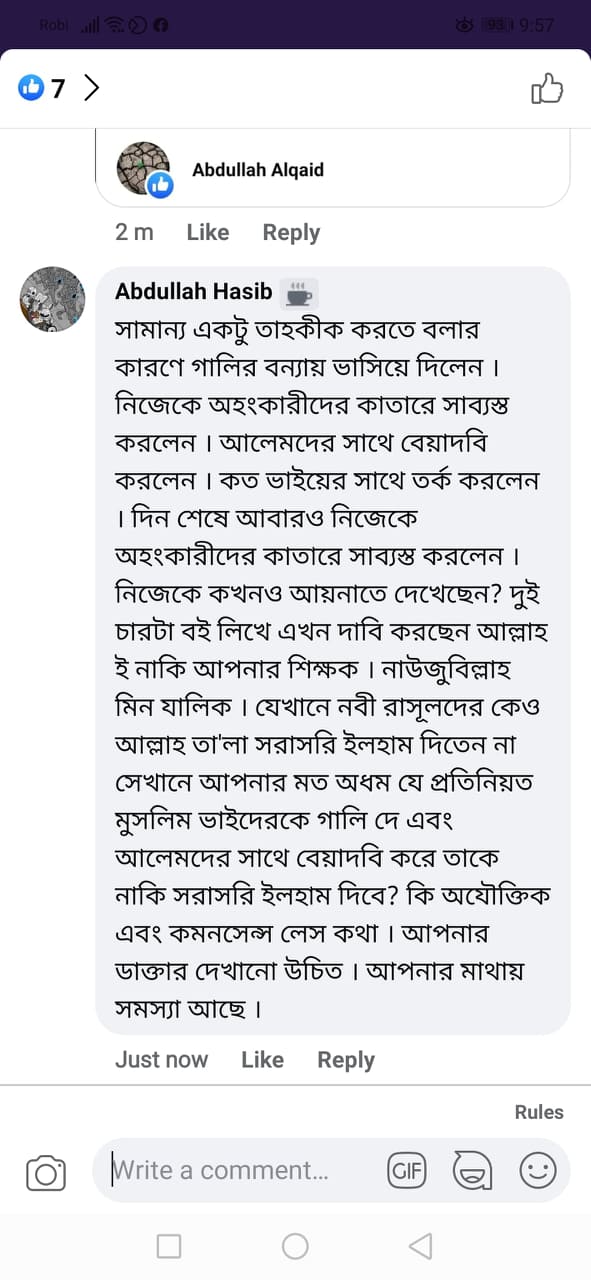 Robi
93 9:57
7
Abdullah Alqaid
2 m Like Reply
Abdullah Hasib
সামান্য একটু তাহকীক করতে বলার
কারণে গালির বন্যায় ভাসিয়ে দিলেন ।
নিজেকে অহংকারীদের কাতারে সাব্যস্ত
করলেন । আলেমদের সাথে বেয়াদবি
করলেন । কত ভাইয়ের সাথে তর্ক করলেন
। দিন শেষে আবারও নিজেকে
অহংকারীদের কাতারে সাব্যস্ত করলেন ।
নিজেকে কখনও আয়নাতে দেখেছেন? দুই
চারটা বই লিখে এখন দাবি করছেন আল্লাহ
ই নাকি আপনার শিক্ষক । নাউজুবিল্লাহ
মিন যালিক । যেখানে নবী রাসূলদের কেও
আল্লাহ তা'লা সরাসরি ইলহাম দিতেন না
সেখানে আপনার মত অধম যে প্রতিনিয়ত
মুসলিম ভাইদেরকে গালি দে এবং
আলেমদের সাথে বেয়াদবি করে তাকে
নাকি সরাসরি ইলহাম দিবে? কি অযৌক্তিক
এবং কমনসেন্স লেস কথা । আপনার
ডাক্তার দেখানো উচিত । আপনার মাথায়
সমস্যা আছে ।
Just now Like Reply
Rules
Write a comment...
GIF